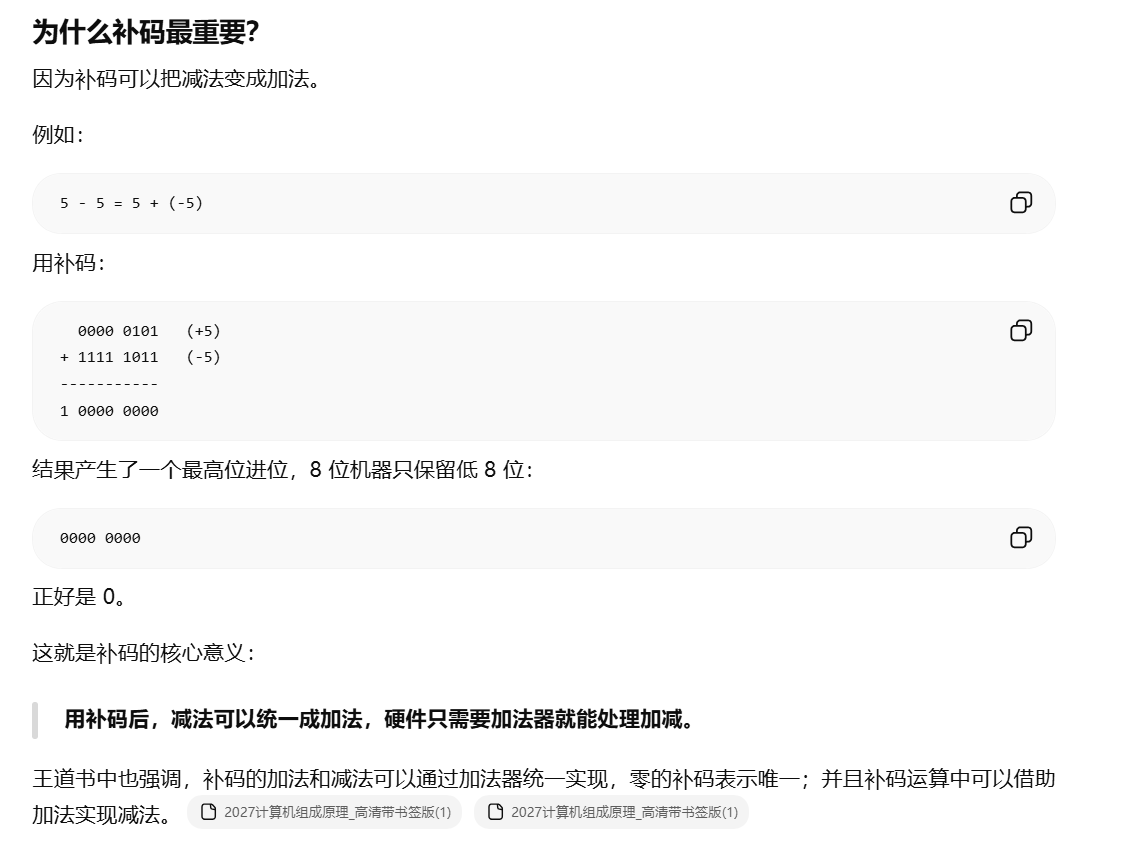 为什么补码最重要？
因为补码可以把减法变成加法。
例如：
5 - 5 = 5 + (-5)
用补码：
0000 0101   (+5)
+ 1111 1011   (-5)
-----------
1 0000 0000
结果产生了一个最高位进位，8 位机器只保留低 8 位：
0000 0000
正好是 0。
这就是补码的核心意义：
用补码后，减法可以统一成加法，硬件只需要加法器就能处理加减。
王道书中也强调，补码的加法和减法可以通过加法器统一实现，零的补码表示唯一；并且补码运算中可以借助
加法实现减法。 2027计算机组成原理_高清带书签版(1) 2027计算机组成原理_高清带书签版(1)